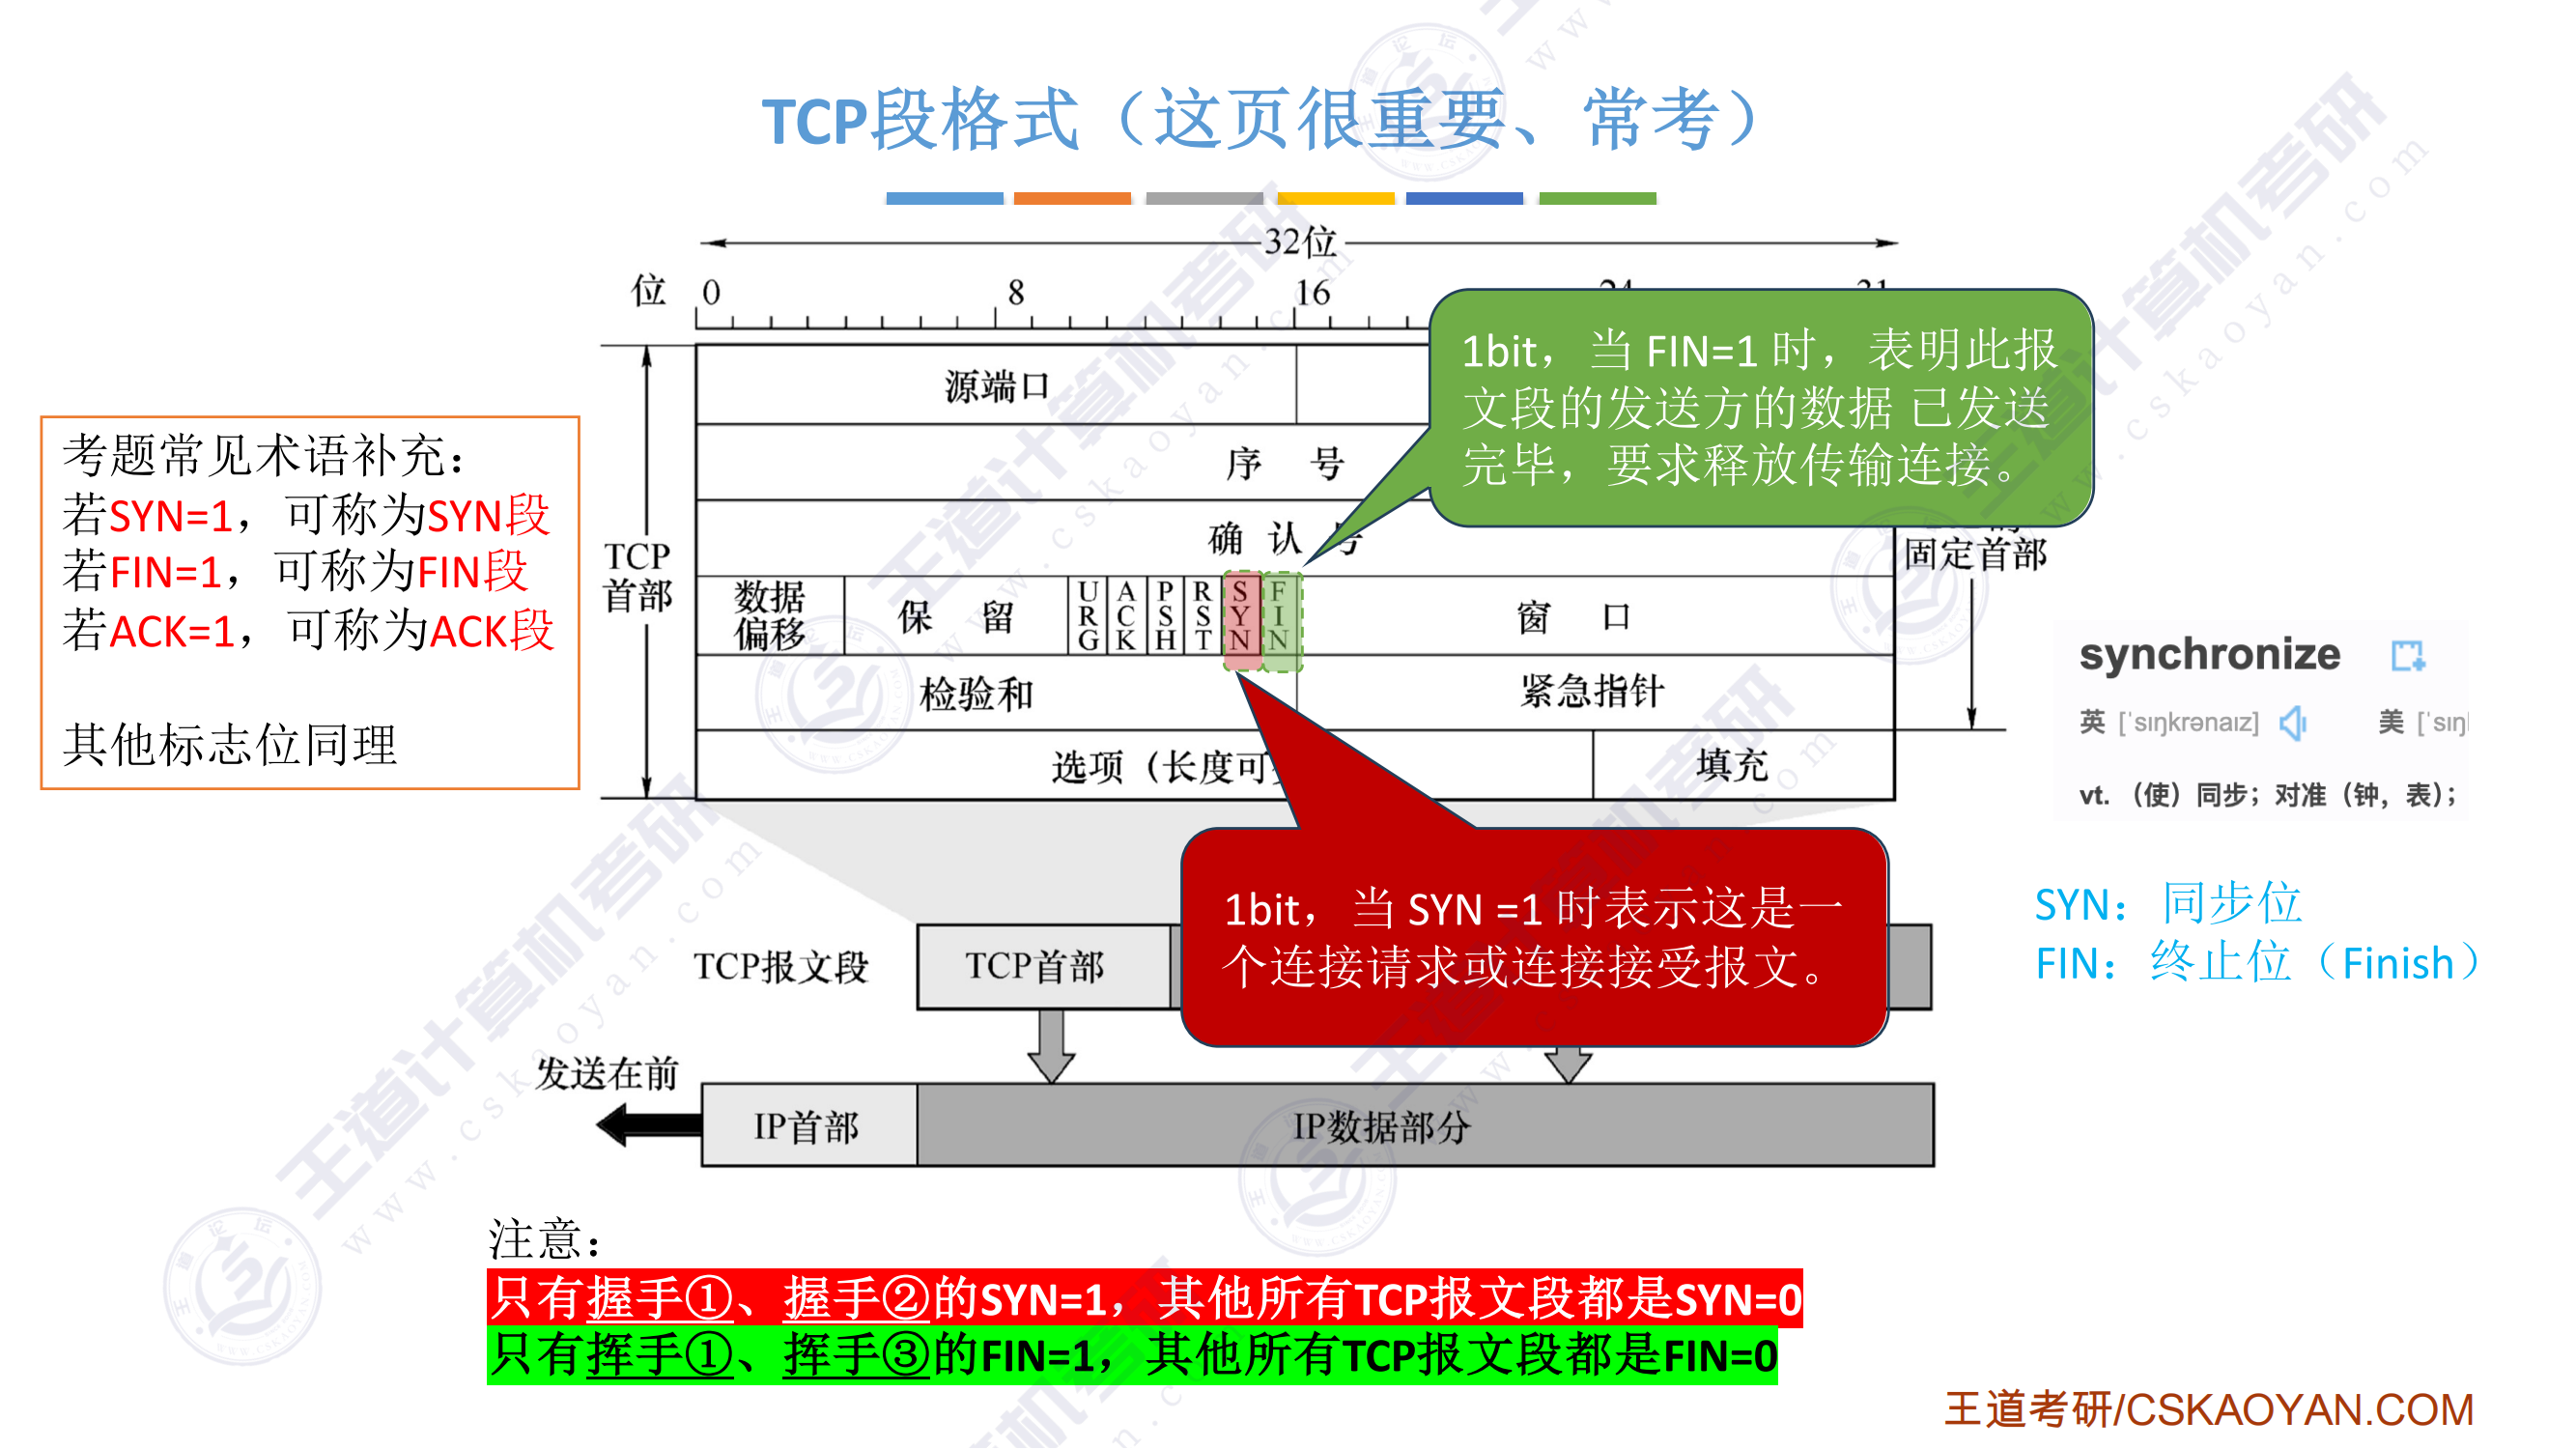 TCP段格式（这页很重要、常考）
32位
位 0 8 16 24 31
源端口
序 号
确 认 号
数据偏移 保 留 URG ACK PSH RST SYN FIN 窗 口
检验和 紧急指针
选项（长度可 填充
TCP首部
固定首部
1bit，当 FIN=1 时，表明此报
文段的发送方的数据 已发送
完毕，要求释放传输连接。
考题常见术语补充：
若SYN=1，可称为SYN段
若FIN=1，可称为FIN段
若ACK=1，可称为ACK段
其他标志位同理
synchronize
英 [ˈsɪŋkrənaɪz] 美 [ˈsɪŋ
vt. （使）同步；对准（钟，表）；
SYN：同步位
FIN：终止位（Finish）
1bit，当 SYN =1 时表示这是一
个连接请求或连接接受报文。
TCP报文段 TCP首部
发送在前
IP首部 IP数据部分
注意：
只有握手①、握手②的SYN=1，其他所有TCP报文段都是SYN=0
只有挥手①、挥手③的FIN=1，其他所有TCP报文段都是FIN=0
王道考研/CSKAOYAN.COM
王道计算机考研
www.cskaoyan.com